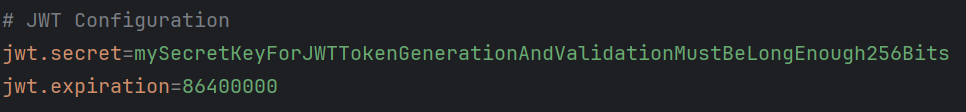 # JWT Configuration
jwt.secret=mySecretKeyForJWTTokenGenerationAndValidationMustBeLongEnough256Bits
jwt.expiration=86400000